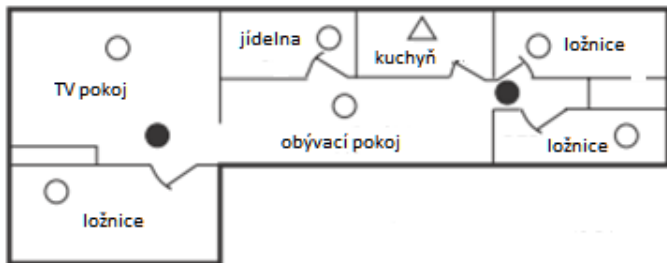 jídelna
kuchyň
ložnice
TV pokoj
obývací pokoj
ložnice
ložnice